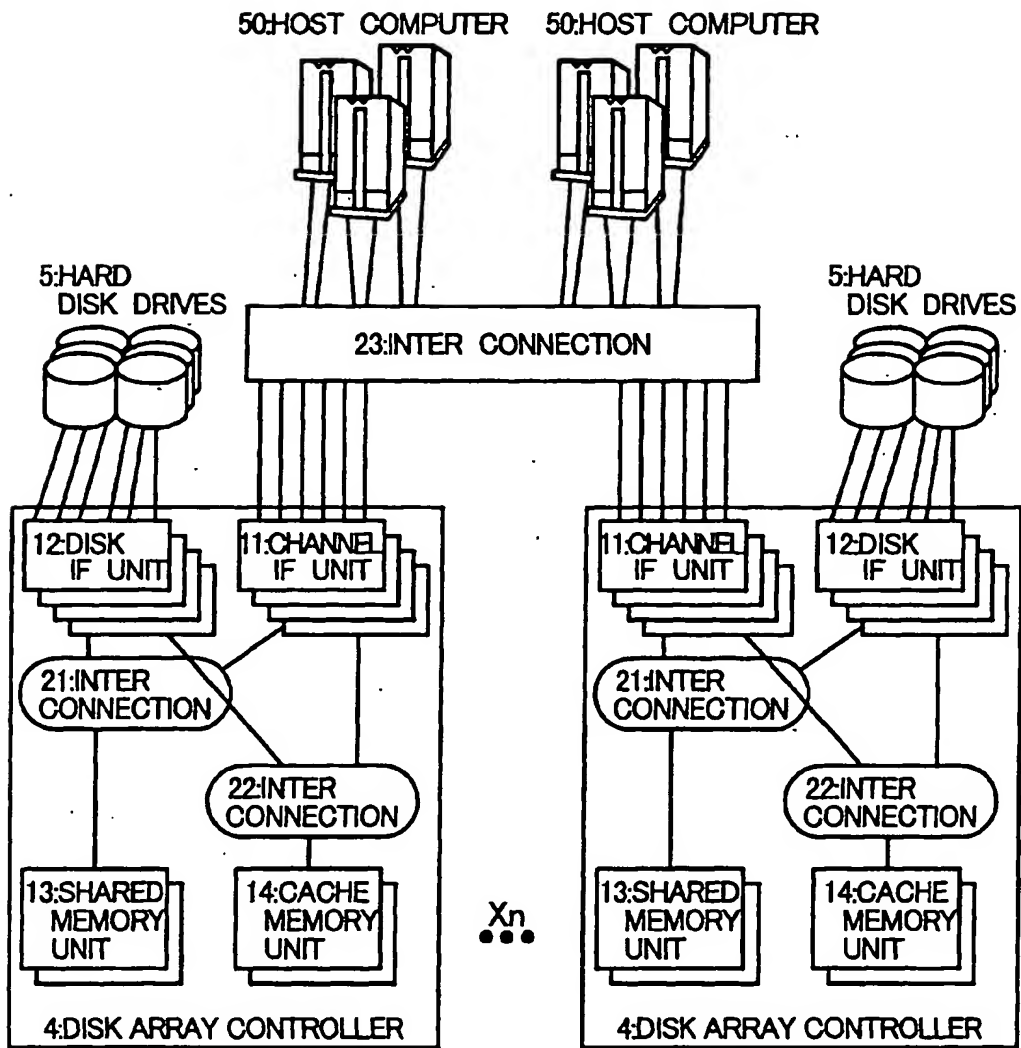 50:HOST COMPUTER
50:HOST COMPUTER
5:HARD
DISK DRIVES
5:HARD
DISK DRIVES
23:INTER CONNECTION
12:DISK
IF UNIT
11:CHANNEL
IF UNIT
11:CHANNEL
IF UNIT
12:DISK
IF UNIT
21:INTER
CONNECTION
21:INTER
CONNECTION
22:INTER
CONNECTION
22:INTER
CONNECTION
13:SHARED
MEMORY
UNIT
14:CACHE
MEMORY
UNIT
Xn
13:SHARED
MEMORY
UNIT
14:CACHE
MEMORY
UNIT
4:DISK ARRAY CONTROLLER
4:DISK ARRAY CONTROLLER